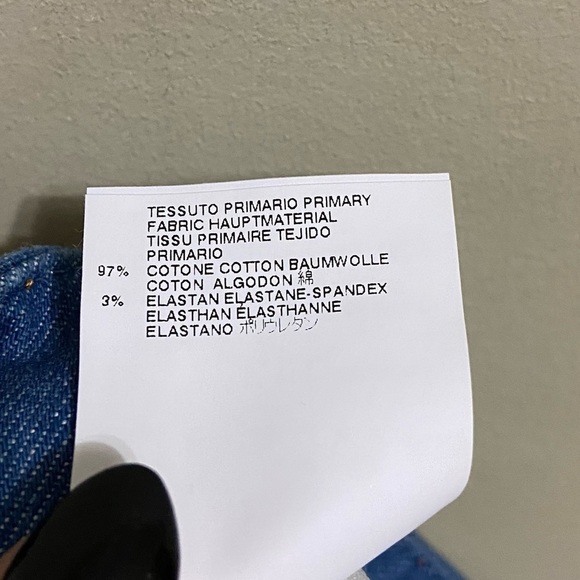 TESSUTO PRIMARIO PRIMARY
FABRIC HAUPTMATERIAL
TISSU PRIMAIRE TEJIDO
PRIMARIO
97% COTONE COTTON BAUMWOLLE
COTON ALGODON 綿
3% ELASTAN ELASTANE-SPANDEX
ELASTHAN ÉLASTHANNE
ELASTANO ポリウレタン